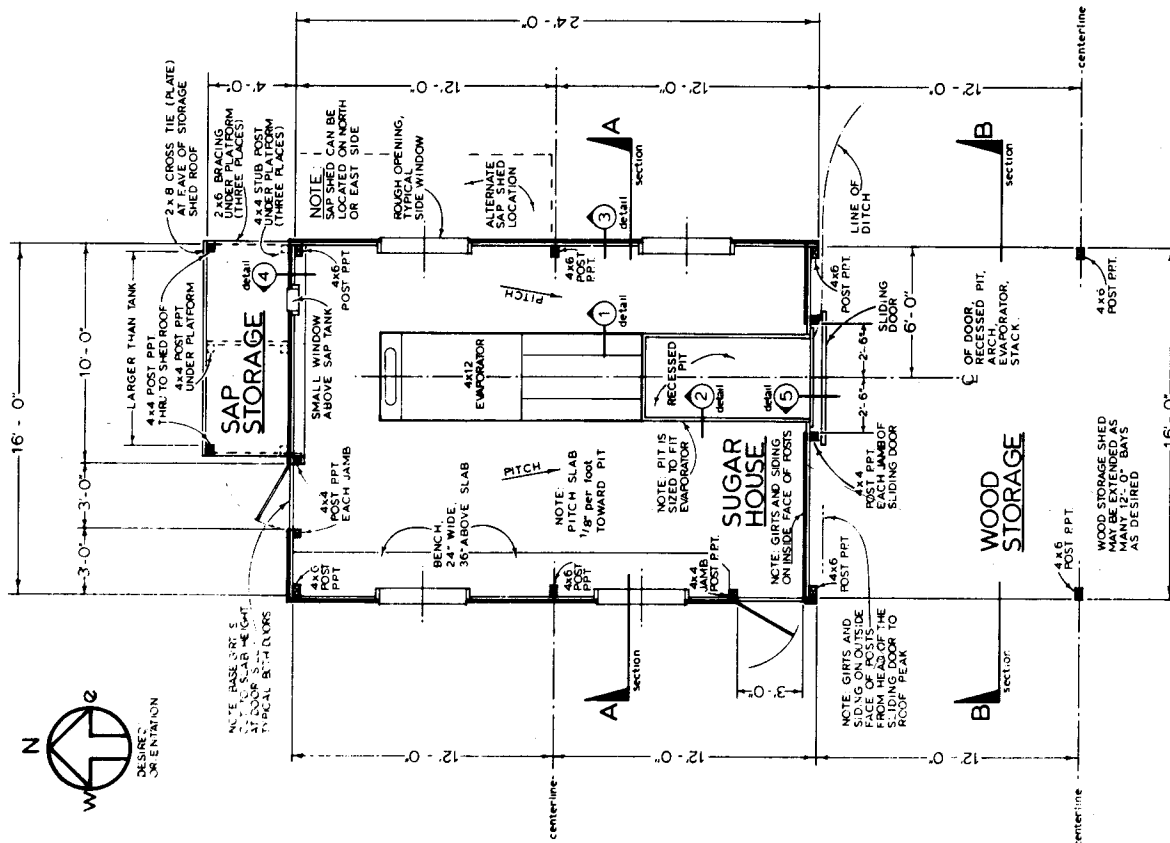 16'- 0"
3'- 0"
3'- 0"
10'- 0"
LARGER THAN TANK
4x4 POST PPT
THRU TO SHED ROOF
4x4 POST PPT
UNDER PLATFORM
2x8 CROSS TIE (PLATE)
AT EAVE OF STORAGE
SHED ROOF
2x6 BRACING
UNDER PLATFORM
(THREE PLACES)
4x4 STUB POST
UNDER PLATFORM
(THREE PLACES)
4'-0"
24'-0"
N
W
e
DESIRED
ORIENTATION
SAP
STORAGE
detail
4
SMALL WINDOW
ABOVE SAP TANK
4x4
POST PPT
EACH JAMB
4x6
POST
PPT
4x6
POST PPT
NOTE:
SAP SHED CAN BE
LOCATED ON NORTH
OR EAST SIDE
ROUGH OPENING,
TYPICAL
SIDE WINDOW
ALTERNATE
SAP SHED
LOCATION
12'-0"
12'-0"
12'-0"
12'-0"
12'-0"
12'-0"
PITCH
PITCH
BENCH,
24" WIDE,
36" ABOVE SLAB
NOTE:
PITCH SLAB
1/8" per foot
TOWARD PIT
4x12
EVAPORATOR
1
detail
3
detail
4x6
POST
PPT.
4x6
POST
PPT
RECESSED
PIT
2
detail
NOTE: PIT IS
SIZED TO FIT
EVAPORATOR
5
detail
SUGAR
HOUSE
NOTE: GIRTS AND SIDING
ON INSIDE FACE OF POSTS
4x4
JAMB
POST PPT.
A
section
A
section
centerline
centerline
centerline
3'-0"
4x6
POST PPT
4x4
POST PPT
EACH JAMB OF
SLIDING DOOR
2'-6"
2'-6"
6'-0"
SLIDING
DOOR
4x6
POST PPT.
LINE OF
DITCH
NOTE: GIRTS AND
SIDING ON OUTSIDE
FACE OF POSTS
FROM HEAD OF THE
SLIDING DOOR TO
ROOF PEAK
OF DOOR
RECESSED PIT,
ARCH,
EVAPORATOR,
STACK.
B
section
B
section
WOOD
STORAGE
4x6
POST PPT.
4x6
POST PPT.
WOOD STORAGE SHED
MAY BE EXTENDED AS
MANY 12'-0" BAYS
AS DESIRED
16'-0"